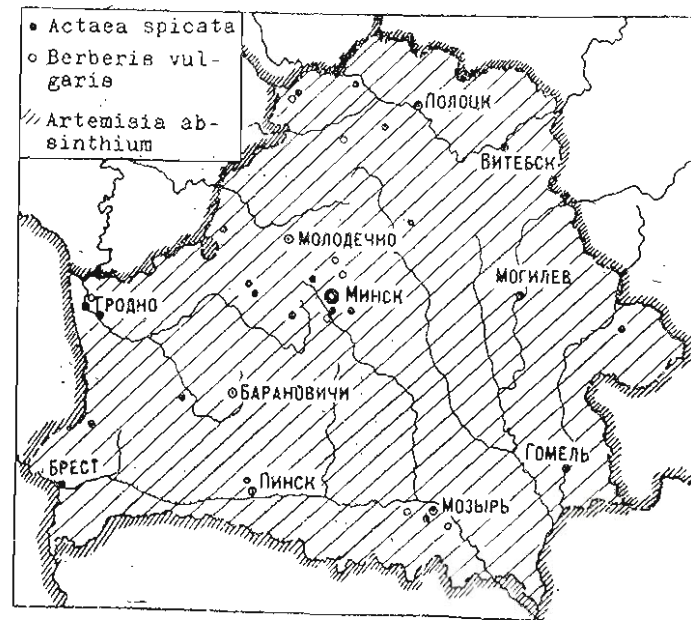 Actaea spicata
Berberis vul-
garis
Artemisia ab-
sinthium
ПОЛОЦК
ВИТЕБСК
МОЛОДЕЧНО
МИНСК
МОГИЛЕВ
ГРОДНО
БАРАНОВИЧИ
БРЕСТ
ПИНСК
ГОМЕЛЬ
МОЗЫРЬ